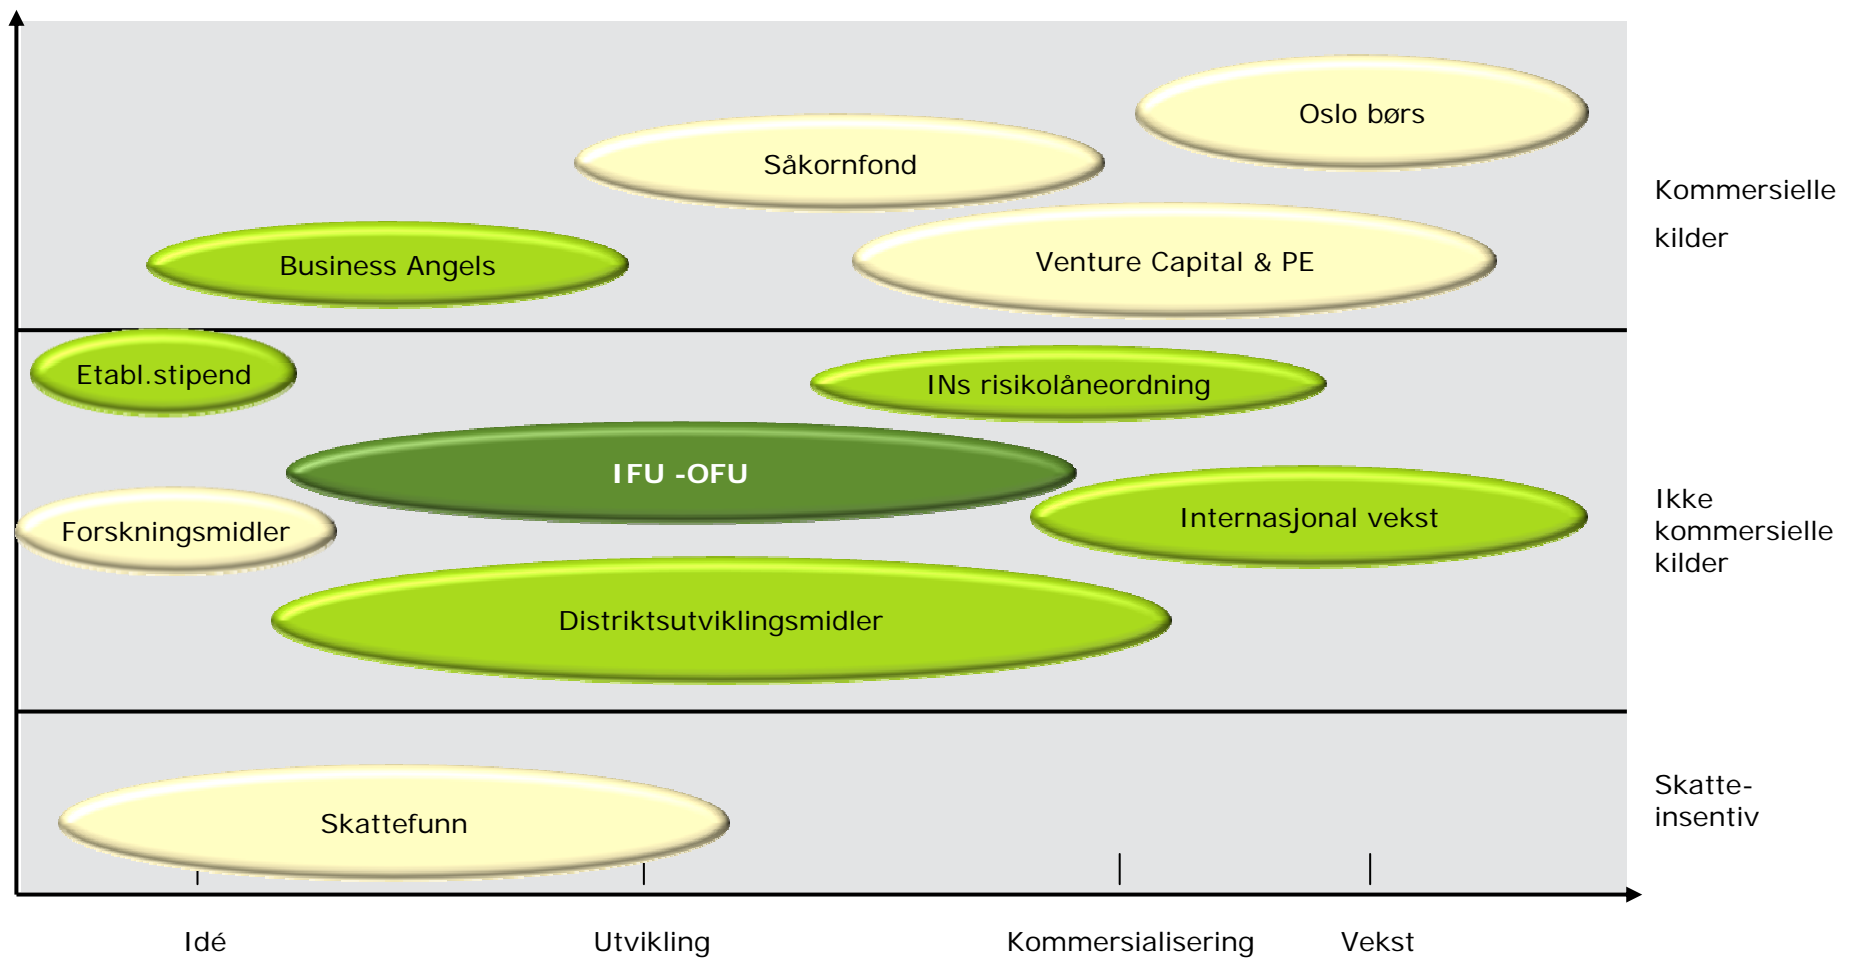 Oslo børs
Såkornfond
Kommersielle
kilder
Business Angels
Venture Capital & PE
Etabl.stipend
INs risikolåneordning
IFU -OFU
Forskningsmidler
Internasjonal vekst
Ikke
kommersielle
kilder
Distriktsutviklingsmidler
Skattefunn
Skatte-
insentiv
Idé
Utvikling
Kommersialisering
Vekst